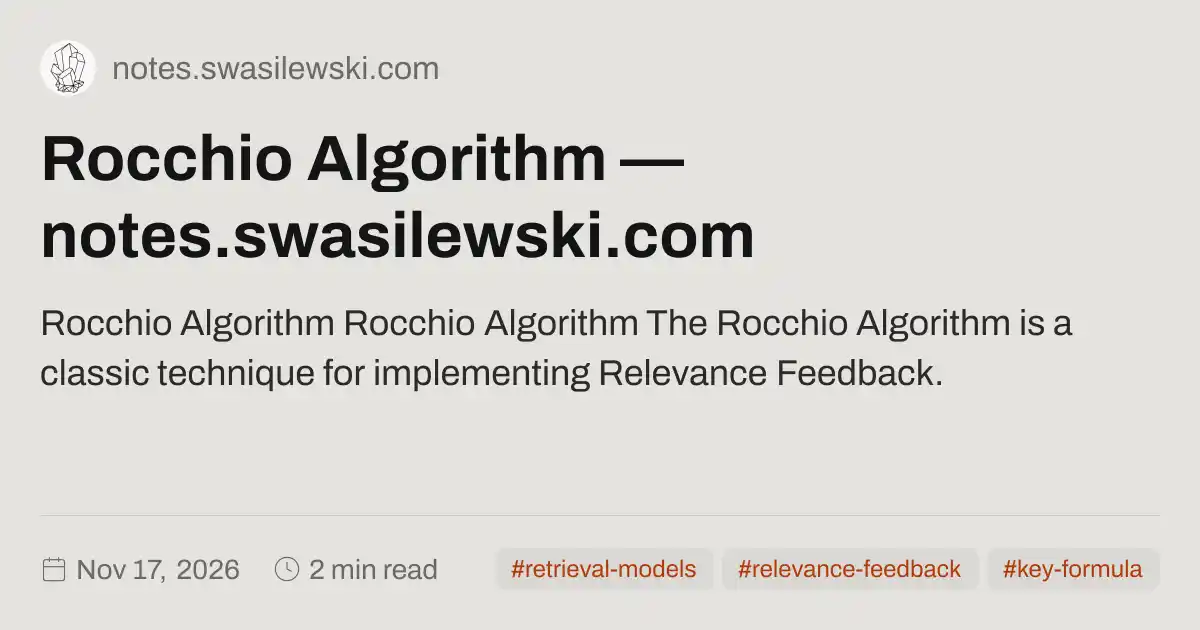 notes.swasilewski.com
Rocchio Algorithm —
notes.swasilewski.com
Rocchio Algorithm Rocchio Algorithm The Rocchio Algorithm is a
classic technique for implementing Relevance Feedback.
Nov 17, 2026 2 min read #retrieval-models #relevance-feedback #key-formula